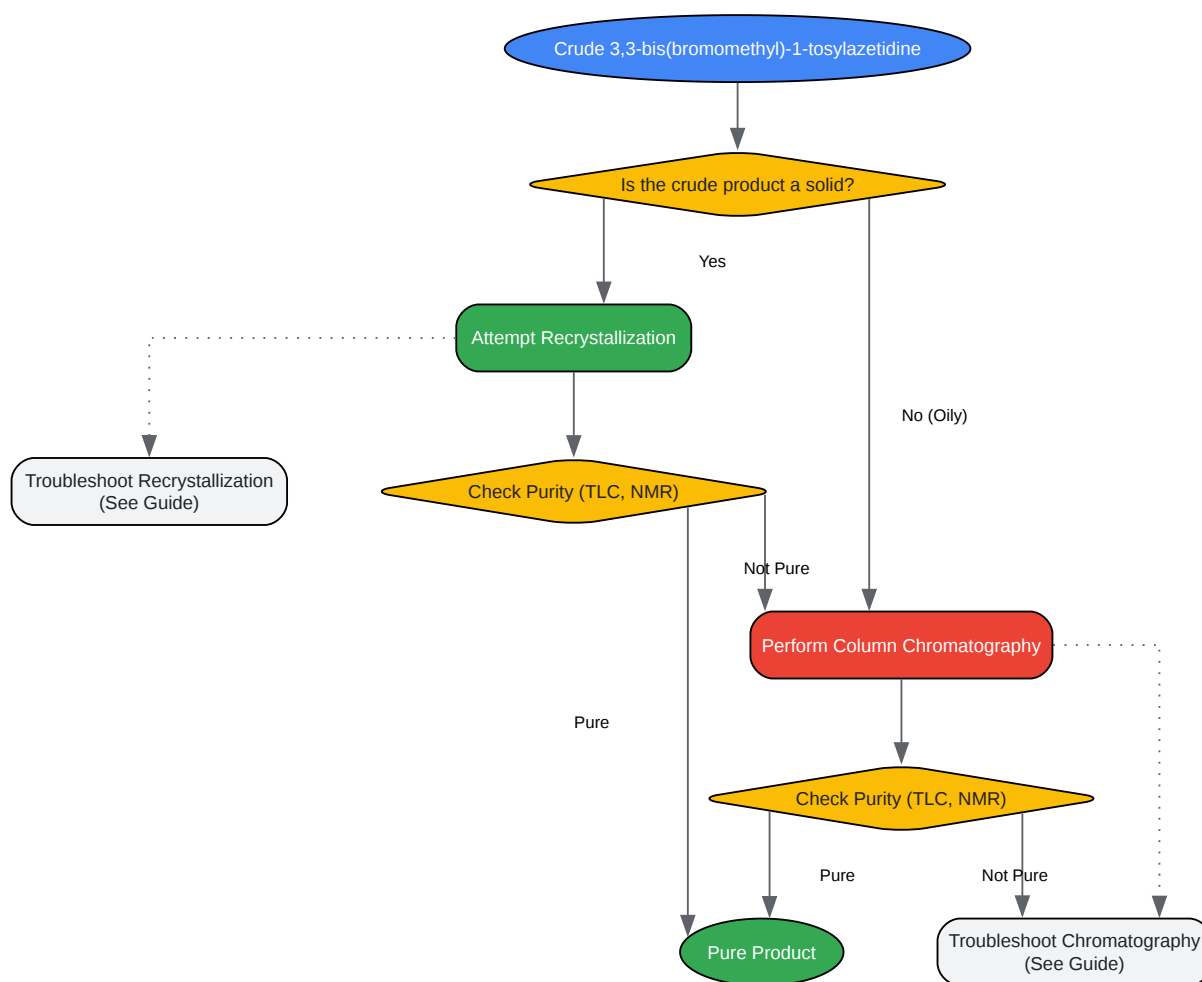 Crude 3,3-bis(bromomethyl)-1-tosylazetidine
Is the crude product a solid?
Yes
Attempt Recrystallization
No (Oily)
Troubleshoot Recrystallization
(See Guide)
Check Purity (TLC, NMR)
Not Pure
Perform Column Chromatography
Pure
Check Purity (TLC, NMR)
Pure
Not Pure
Pure Product
Troubleshoot Chromatography
(See Guide)